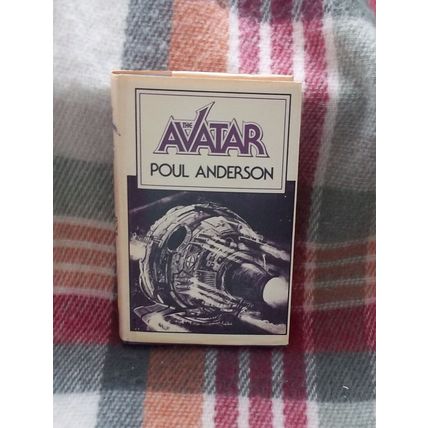 THE
AVATAR
POUL ANDERSON